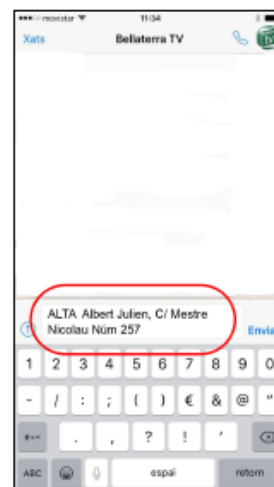 movistar 11:34
Xats Bellaterra TV
ALTA Albert Julien, C/ Mestre
Nicolau Núm 257
Envia
1 2 3 4 5 6 7 8 9 0
- / : ; ( ) € & @ "
#+= . , ? ! '
ABC espai retorn